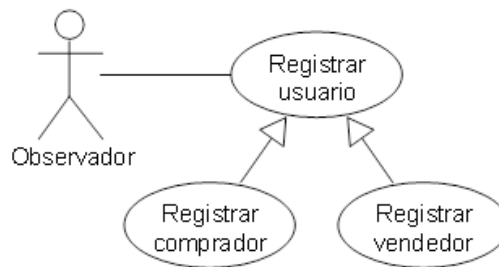 Registrar
usuario
Observador
Registrar
comprador
Registrar
vendedor